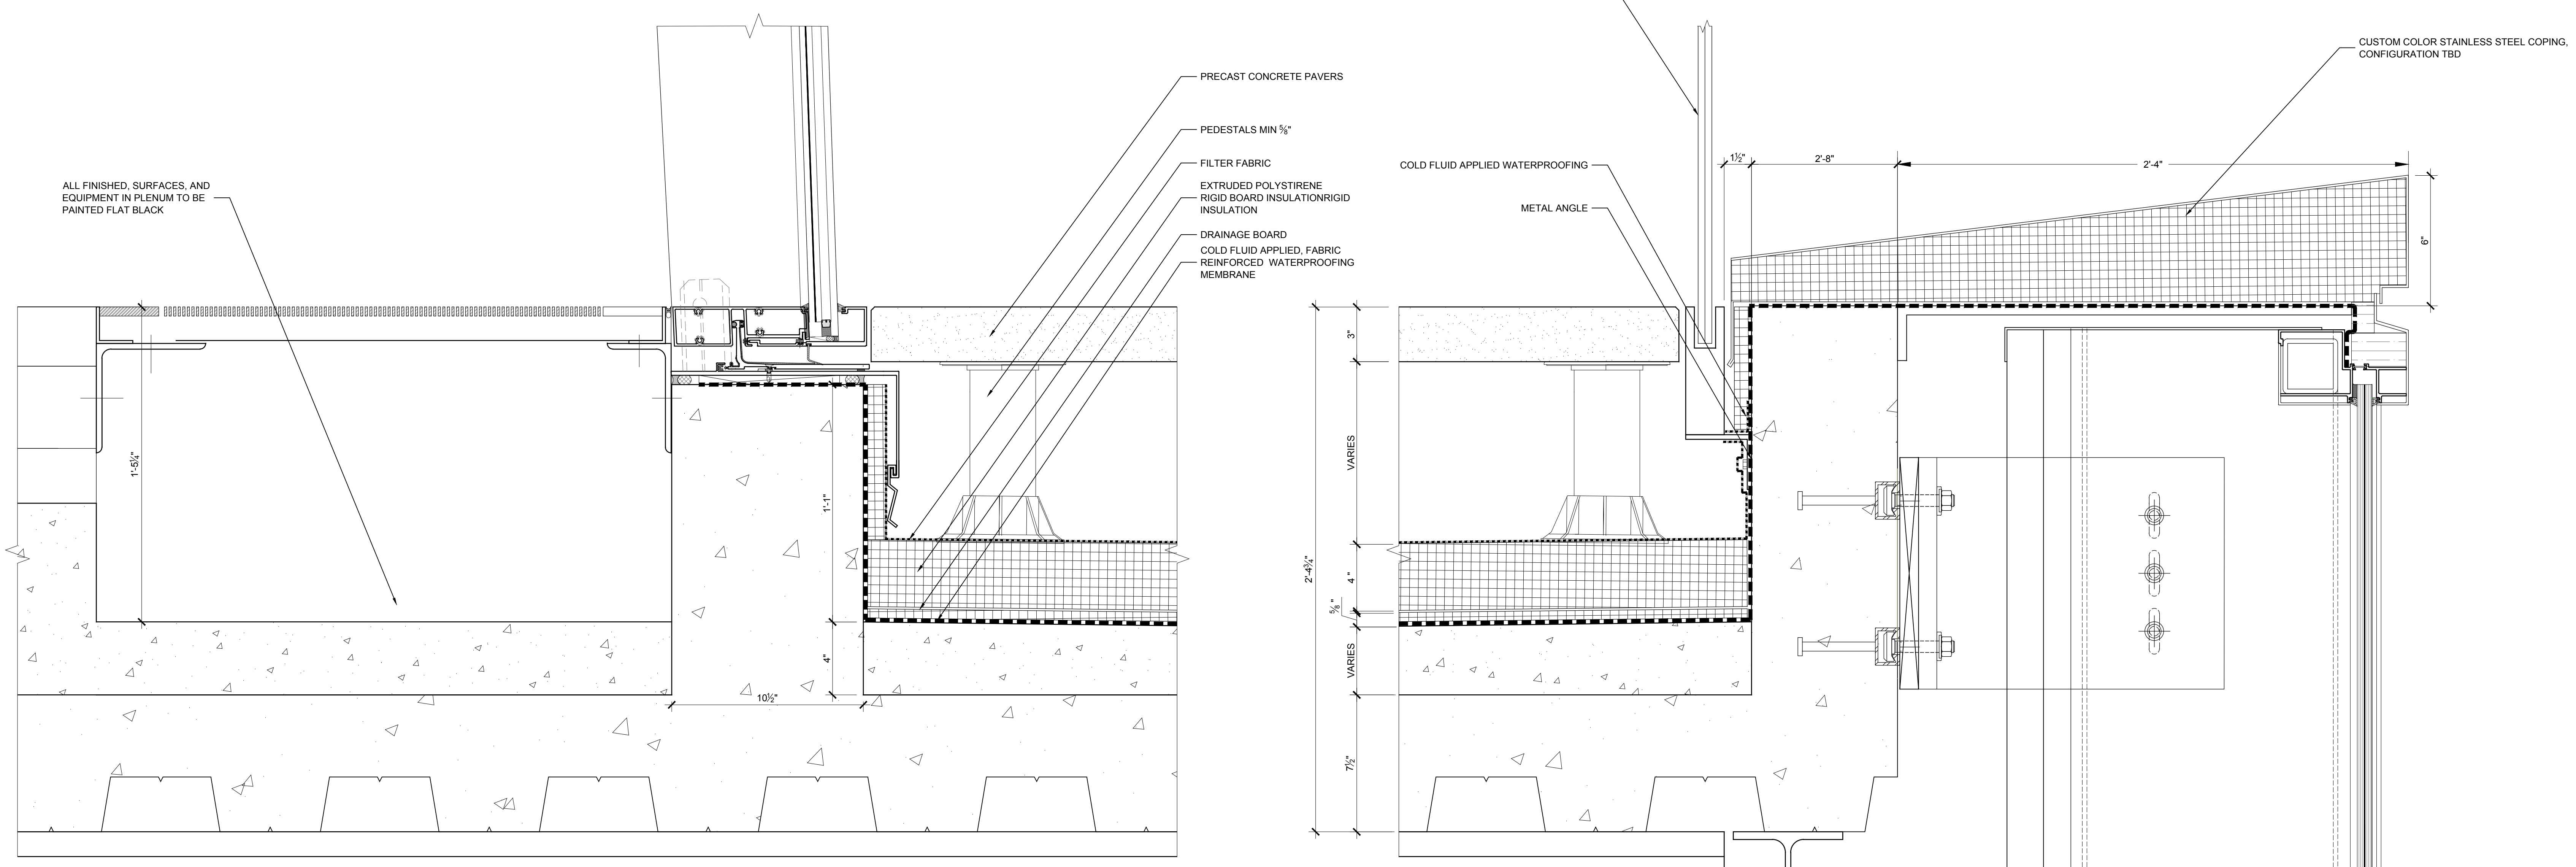 ALL FINISHED, SURFACES, AND
EQUIPMENT IN PLENUM TO BE
PAINTED FLAT BLACK
1'-5¼"
PRECAST CONCRETE PAVERS
PEDESTALS MIN ⅝"
FILTER FABRIC
EXTRUDED POLYSTIRENE
RIGID BOARD INSULATIONRIGID
INSULATION
DRAINAGE BOARD
COLD FLUID APPLIED, FABRIC
REINFORCED WATERPROOFING
MEMBRANE
1'-1"
4"
10½"
COLD FLUID APPLIED WATERPROOFING
METAL ANGLE
CUSTOM COLOR STAINLESS STEEL COPING,
CONFIGURATION TBD
1½"
2'-8"
2'-4"
6"
3"
VARIES
4 "
⅝ "
VARIES
7½"
2'-4¾"